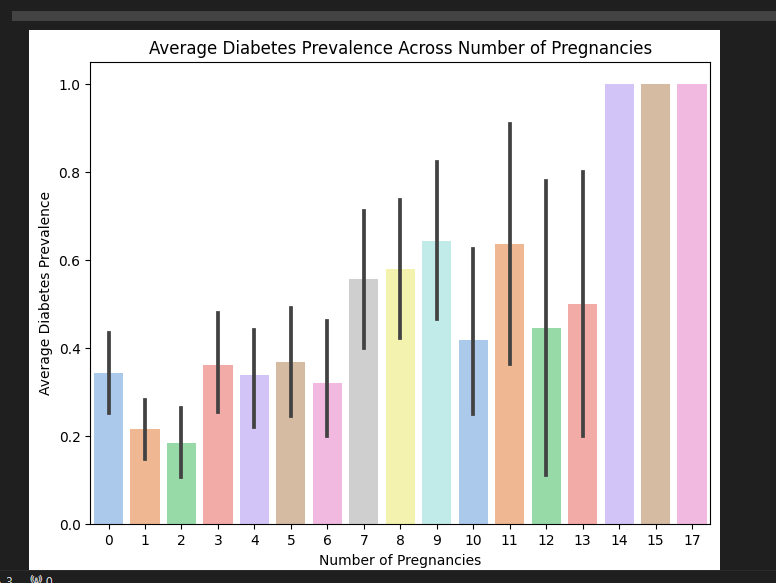 Average Diabetes Prevalence Across Number of Pregnancies
Average Diabetes Prevalence
1.0
0.8
0.6
0.4
0.2
0.0
0 1 2 3 4 5 6 7 8 9 10 11 12 13 14 15 17
Number of Pregnancies
3 0